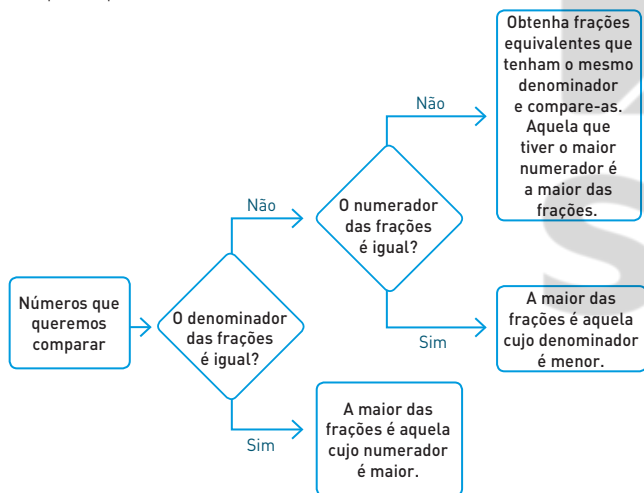 Obtenha frações
equivalentes que
tenham o mesmo
denominador
e compare-as.
Aquela que
tiver o maior
numerador é
a maior das
frações.
Não
Não
O numerador
das frações
é igual?
Números que
queremos
comparar
O denominador
das frações
é igual?
Sim
A maior das
frações é aquela
cujo denominador
é menor.
Sim
A maior das
frações é aquela
cujo numerador
é maior.